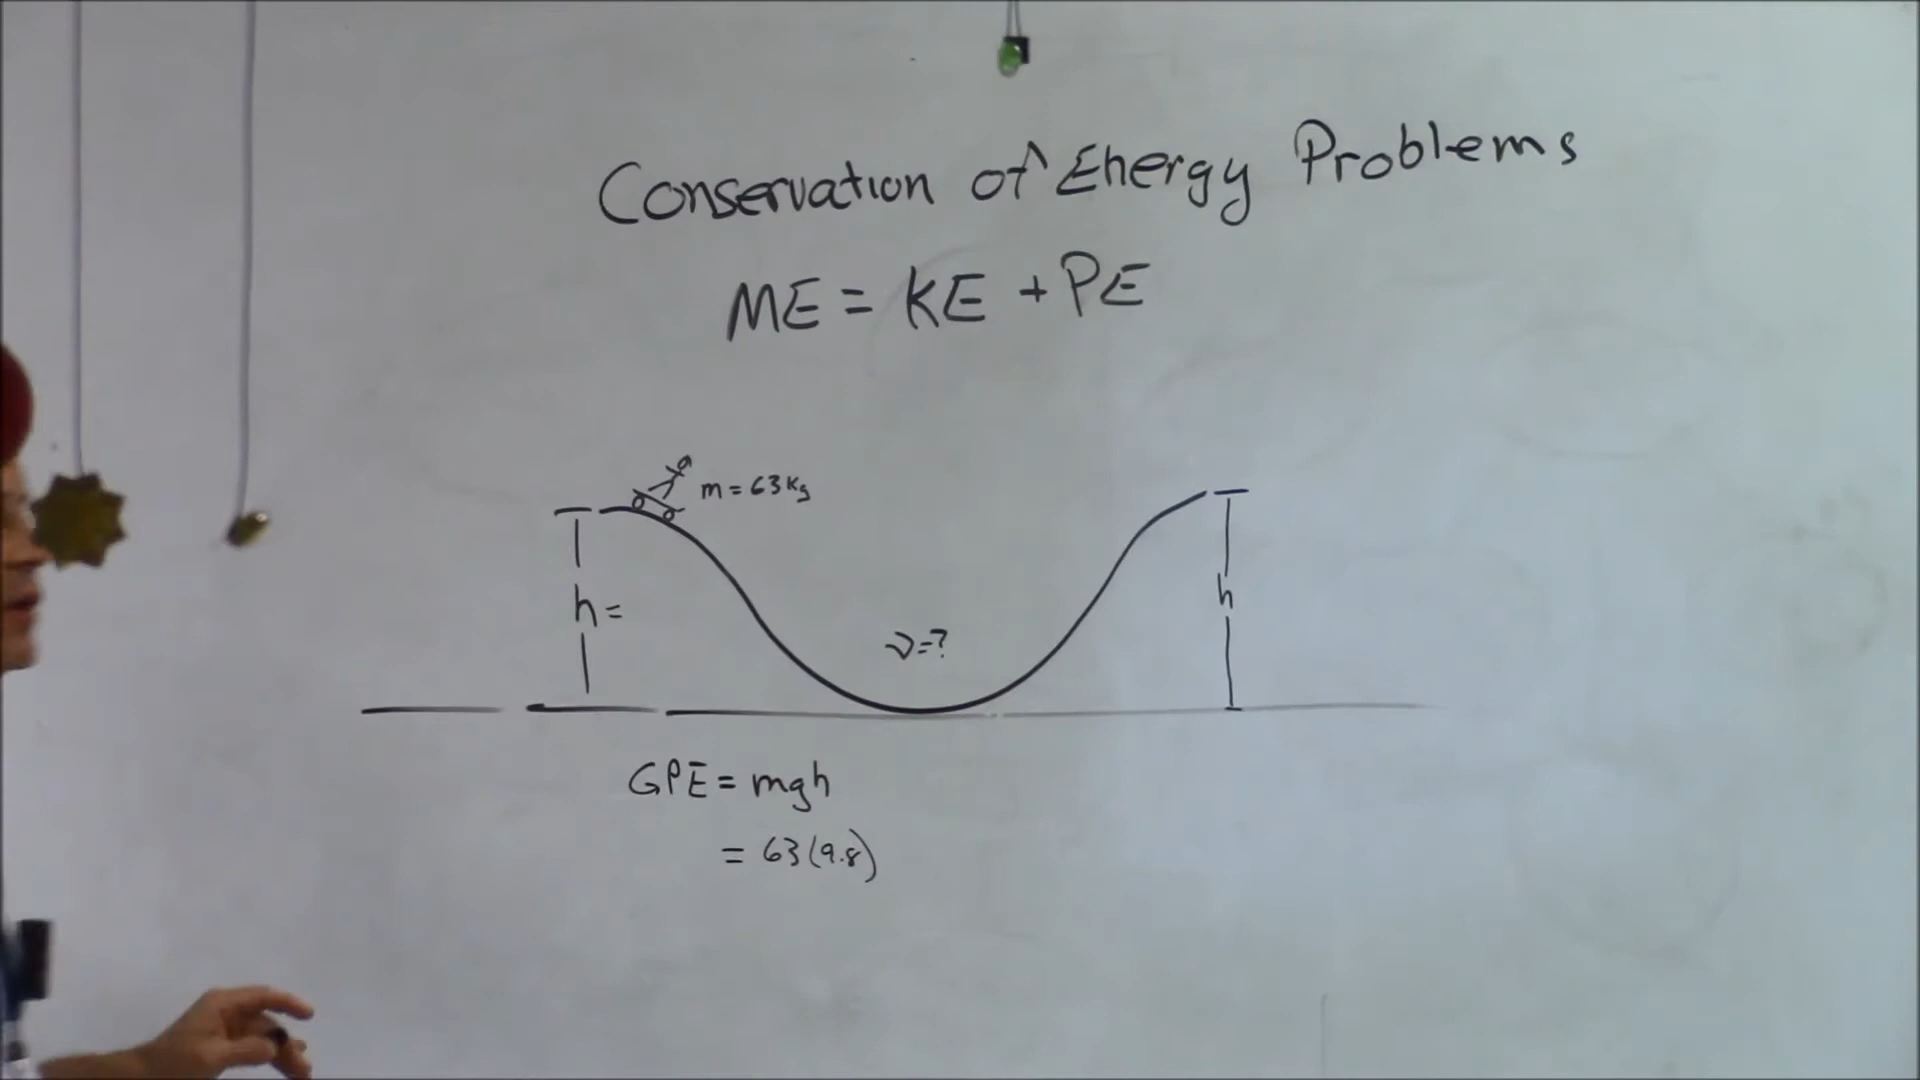 Conservation of Energy Problems
ME = KE + PE
m = 63 kg
h =
v = ?
h
GPE = mgh
= 63 (9.8)